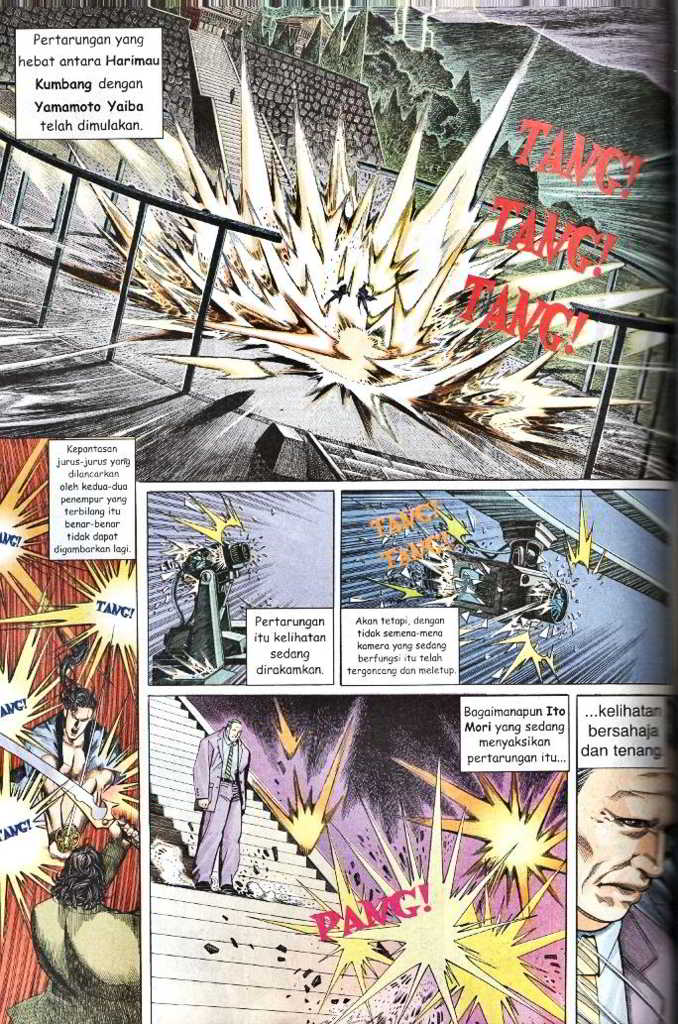 Pertarungan yang
hebat antara Harimau
Kumbang dengan
Yamamoto Yaiba
telah dimulakan.
TANG!
TANG!
TANG!
Kepantasan
jurus-jurus yang
dilancarkan
oleh kedua-dua
penempur yang
terbilang itu
benar-benar
tidak dapat
digambarkan lagi.
TANG!
TANG!
TANG!
Pertarungan
itu kelihatan
sedang
dirakamkan.
TANG!
TANG!
Akan tetapi, dengan
tidak semena-mena
kamera yang sedang
berfungsi itu telah
tergoncang dan meletup.
Bagaimanapun Ito
Mori yang sedang
menyaksikan
pertarungan itu...
PANG!
...kelihatan
bersahaja
dan tenang.